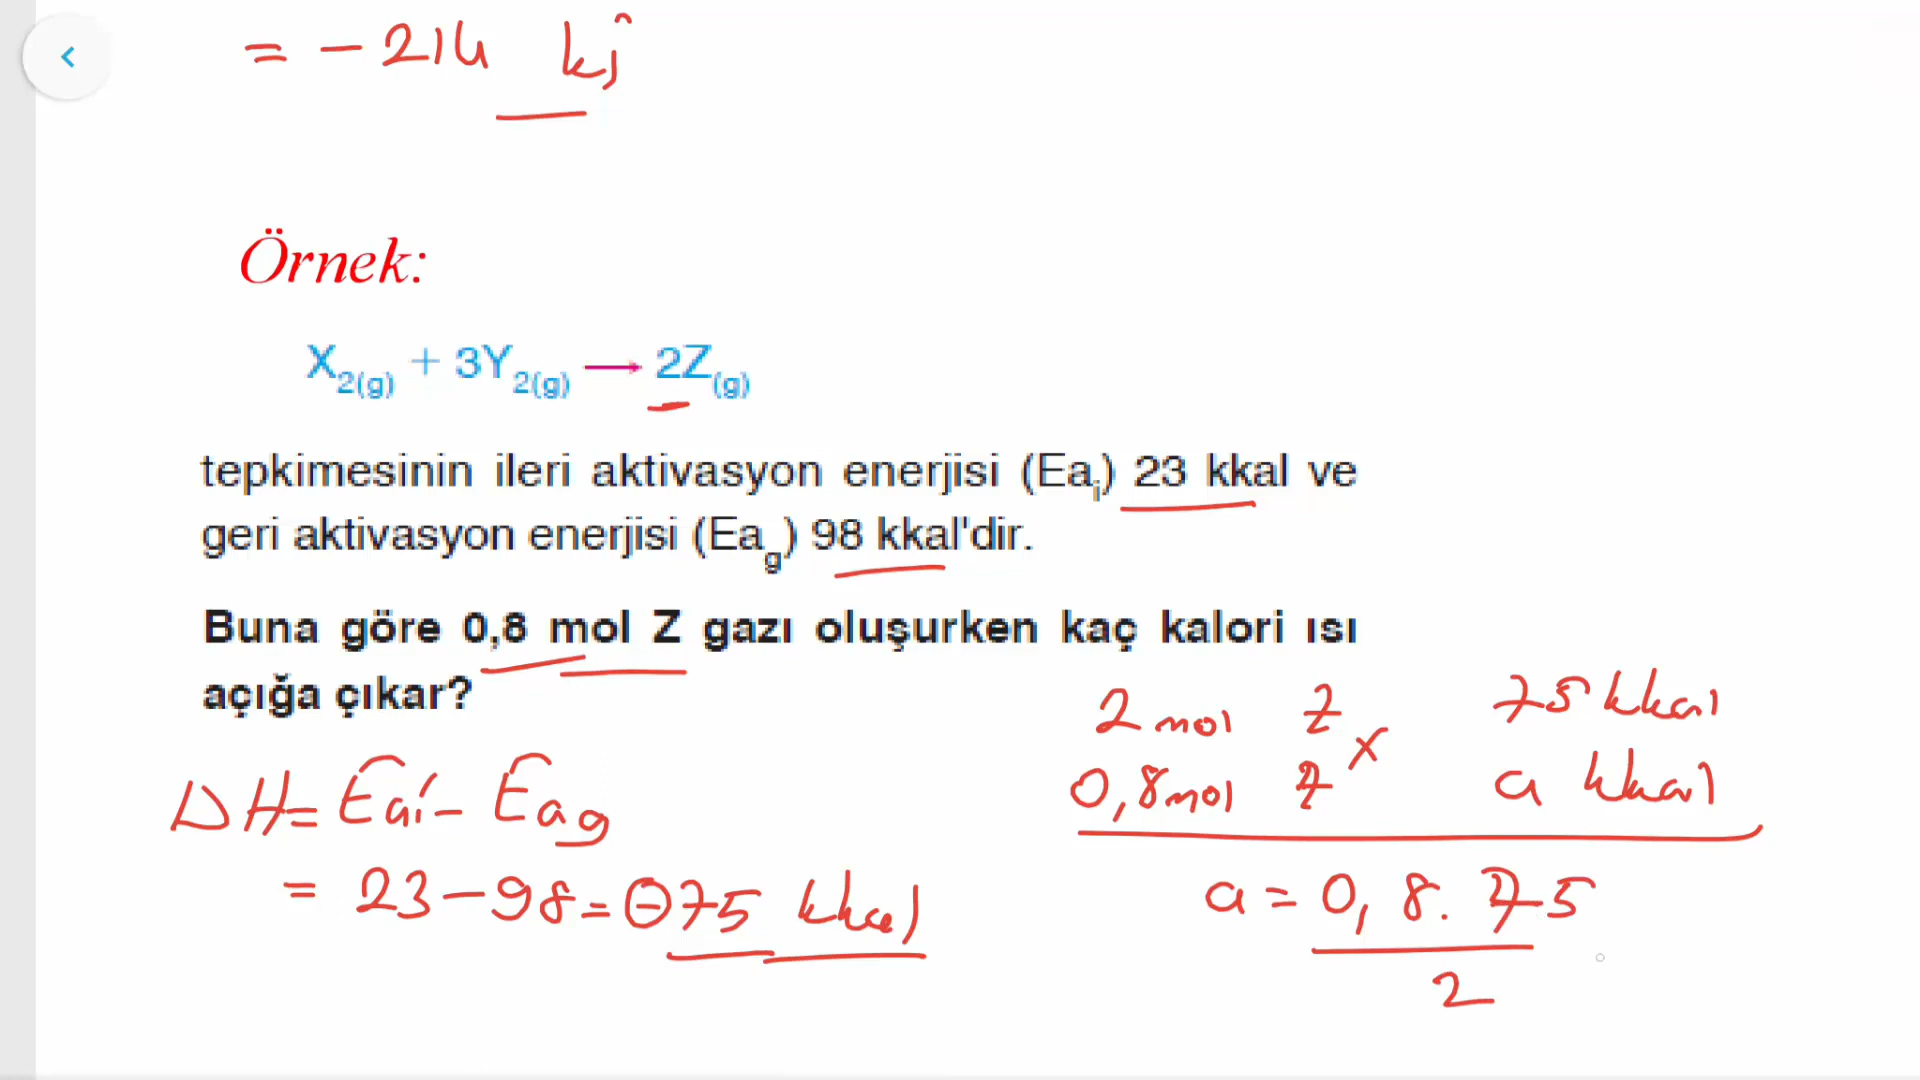 = -214 kj
Örnek:
X2(g) + 3Y2(g) → 2Z(g)
tepkimesinin ileri aktivasyon enerjisi (Eai) 23 kkal ve
geri aktivasyon enerjisi (Eag) 98 kkal'dir.
Buna göre 0,8 mol Z gazı oluşurken kaç kalori ısı
açığa çıkar?
ΔH = Eai - Eag
= 23 - 98 = -75 kkal
2 mol Z 75 kkal
0,8 mol Z x a kkal
a = 0,8 . 75
2